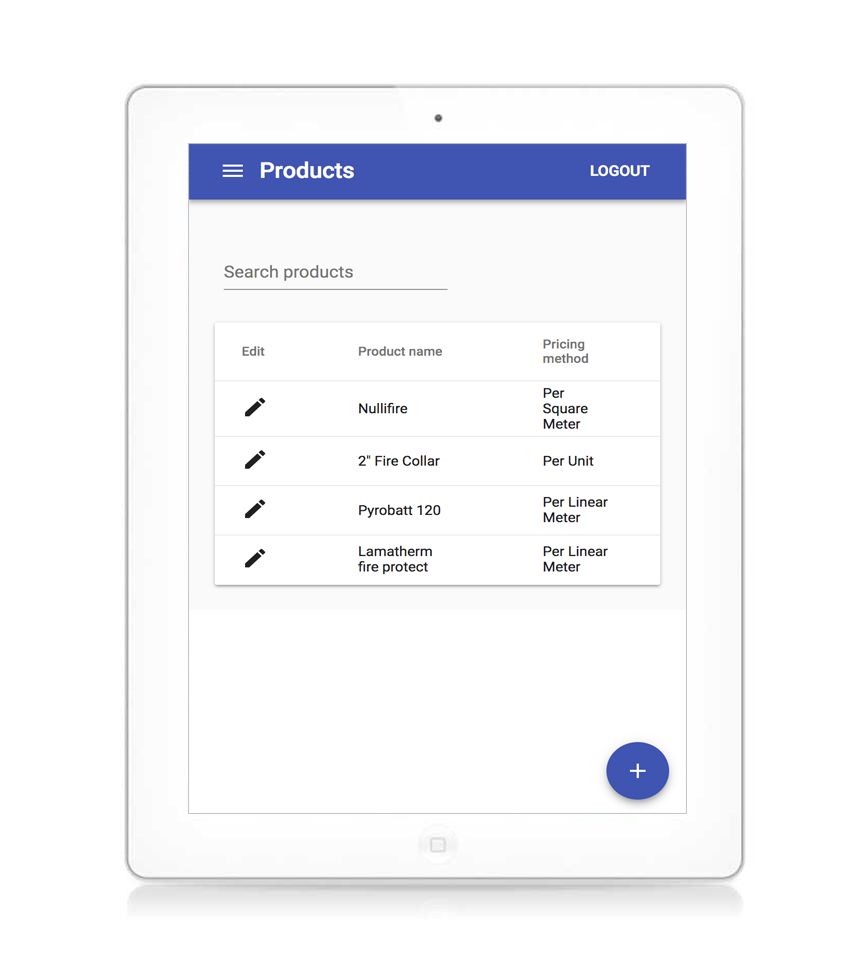 Products
LOGOUT
Search products
Edit
Product name
Pricing
method
Nullifire
Per
Square
Meter
2" Fire Collar
Per Unit
Pyrobatt 120
Per Linear
Meter
Lamatherm
fire protect
Per Linear
Meter